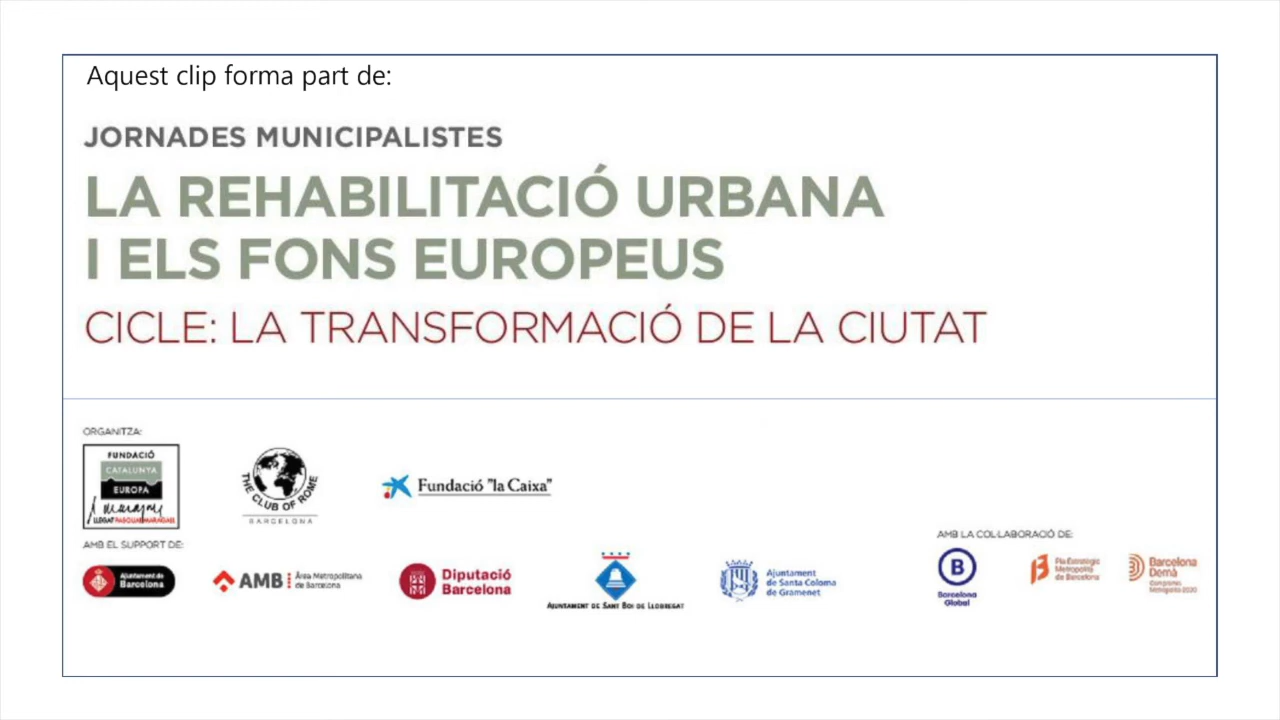 Aquest clip forma part de:
JORNADES MUNICIPALISTES
LA REHABILITACIÓ URBANA
I ELS FONS EUROPEUS
CICLE: LA TRANSFORMACIÓ DE LA CIUTAT
ORGANITZA:
FUNDACIÓ
CATALUNYA
EUROPA
LLEGAT PASQUAL MARAGALL
THE CLUB OF ROME
BARCELONA
Fundació "la Caixa"
AMB EL SUPORT DE:
Ajuntament de
Barcelona
AMB
Àrea Metropolitana
de Barcelona
Diputació
Barcelona
AJUNTAMENT DE SANT BOI DE LLOBREGAT
Ajuntament
de Santa Coloma
de Gramenet
AMB LA COL·LABORACIÓ DE:
B
Barcelona
Global
Pla Estratègic
Metropolità
de Barcelona
Barcelona
Demà